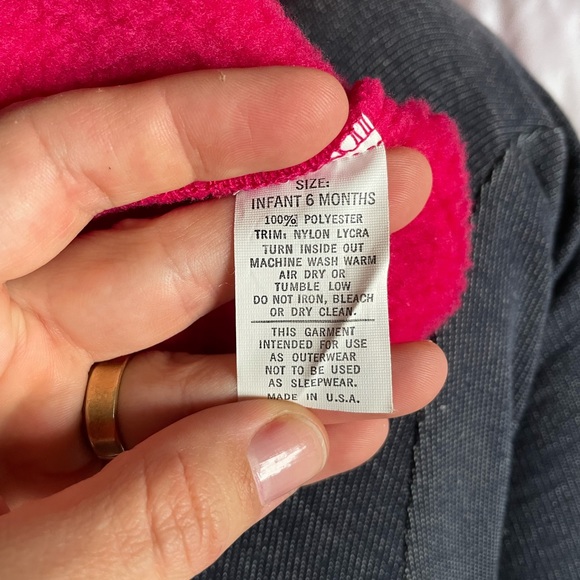 SIZE:
INFANT 6 MONTHS
100% POLYESTER
TRIM: NYLON LYCRA
TURN INSIDE OUT
MACHINE WASH WARM
AIR DRY OR
TUMBLE LOW
DO NOT IRON, BLEACH
OR DRY CLEAN.
THIS GARMENT
INTENDED FOR USE
AS OUTERWEAR
NOT TO BE USED
AS SLEEPWEAR.
MADE IN U.S.A.